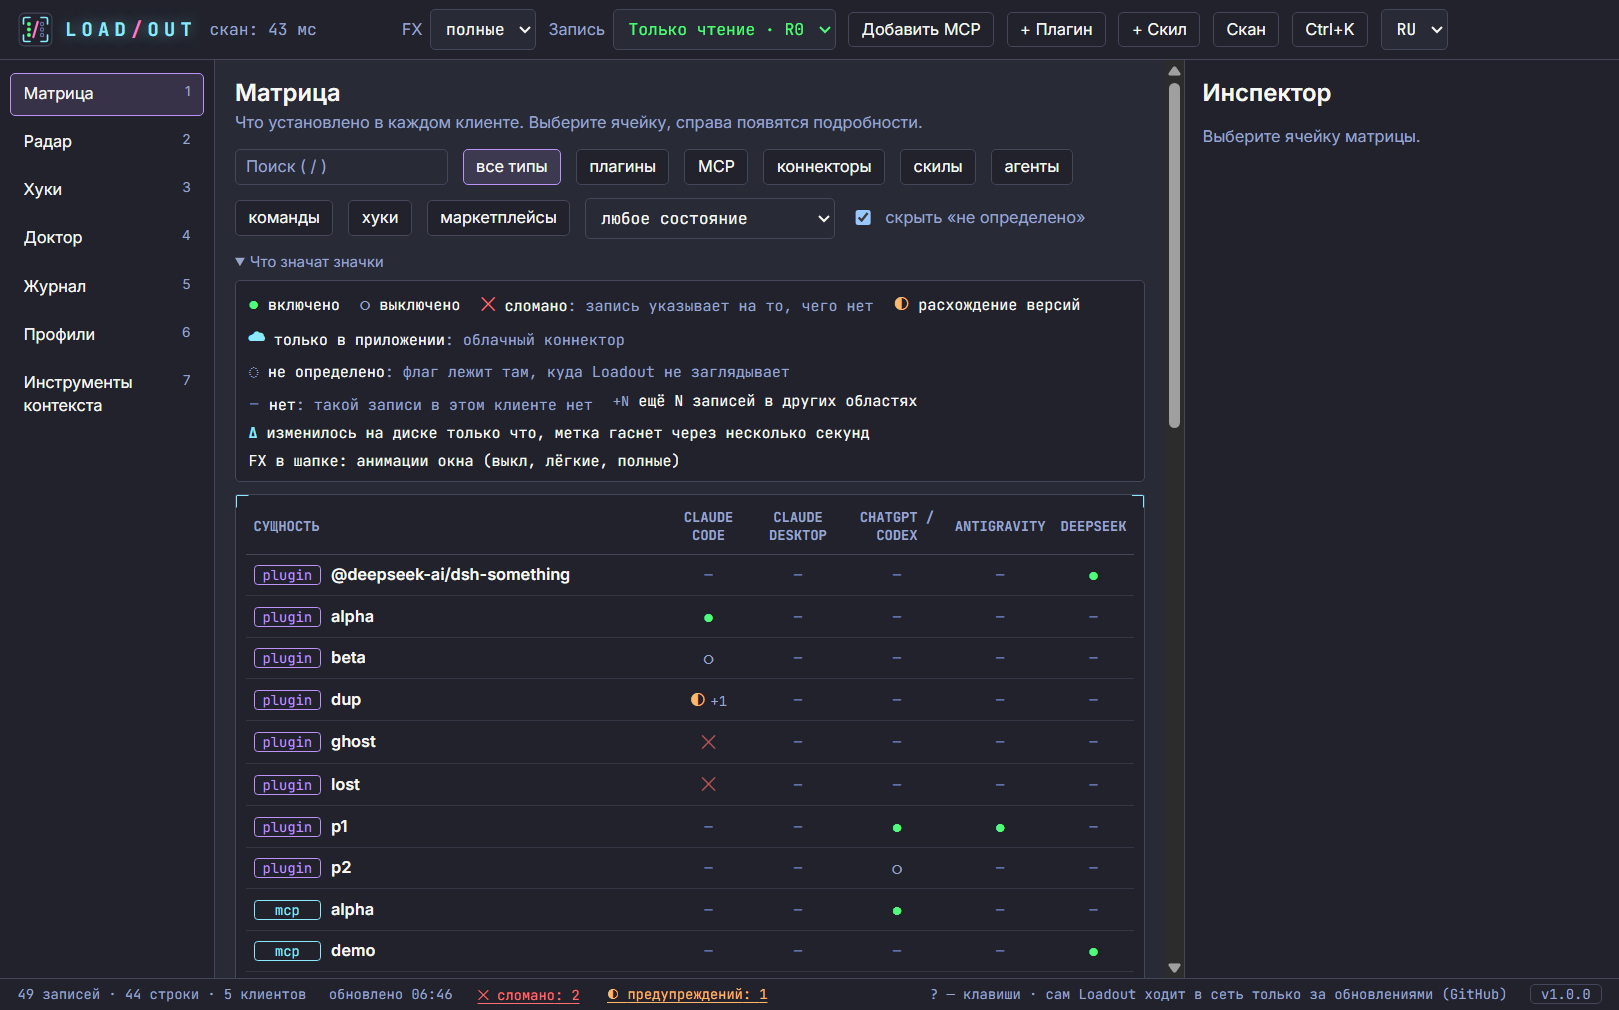 LOAD/OUT скан: 43 мс FX полные Запись Только чтение · R0 Добавить MCP + Плагин + Скил Скан Ctrl+K RU
Матрица 1
Радар 2
Хуки 3
Доктор 4
Журнал 5
Профили 6
Инструменты контекста 7
Матрица
Что установлено в каждом клиенте. Выберите ячейку, справа появятся подробности.
Поиск ( / ) все типы плагины MCP коннекторы скилы агенты
команды хуки маркетплейсы любое состояние скрыть «не определено»
▼ Что значат значки
● включено ○ выключено ✕ сломано: запись указывает на то, чего нет ◐ расхождение версий
☁ только в приложении: облачный коннектор
◌ не определено: флаг лежит там, куда Loadout не заглядывает
— нет: такой записи в этом клиенте нет +N ещё N записей в других областях
Δ изменилось на диске только что, метка гаснет через несколько секунд
FX в шапке: анимации окна (выкл, лёгкие, полные)
СУЩНОСТЬ CLAUDE CODE CLAUDE DESKTOP CHATGPT / CODEX ANTIGRAVITY DEEPSEEK
plugin @deepseek-ai/dsh-something — — — — ●
plugin alpha ● — — — —
plugin beta ○ — — — —
plugin dup ◐ +1 — — — —
plugin ghost ✕ — — — —
plugin lost ✕ — — — —
plugin p1 — — ● ● —
plugin p2 — — ○ — —
mcp alpha — — ● — —
mcp demo — — — — ●
Инспектор
Выберите ячейку матрицы.
49 записей · 44 строки · 5 клиентов обновлено 06:46 ✕ сломано: 2 ◐ предупреждений: 1 ? — клавиши · сам Loadout ходит в сеть только за обновлениями (GitHub) v1.0.0